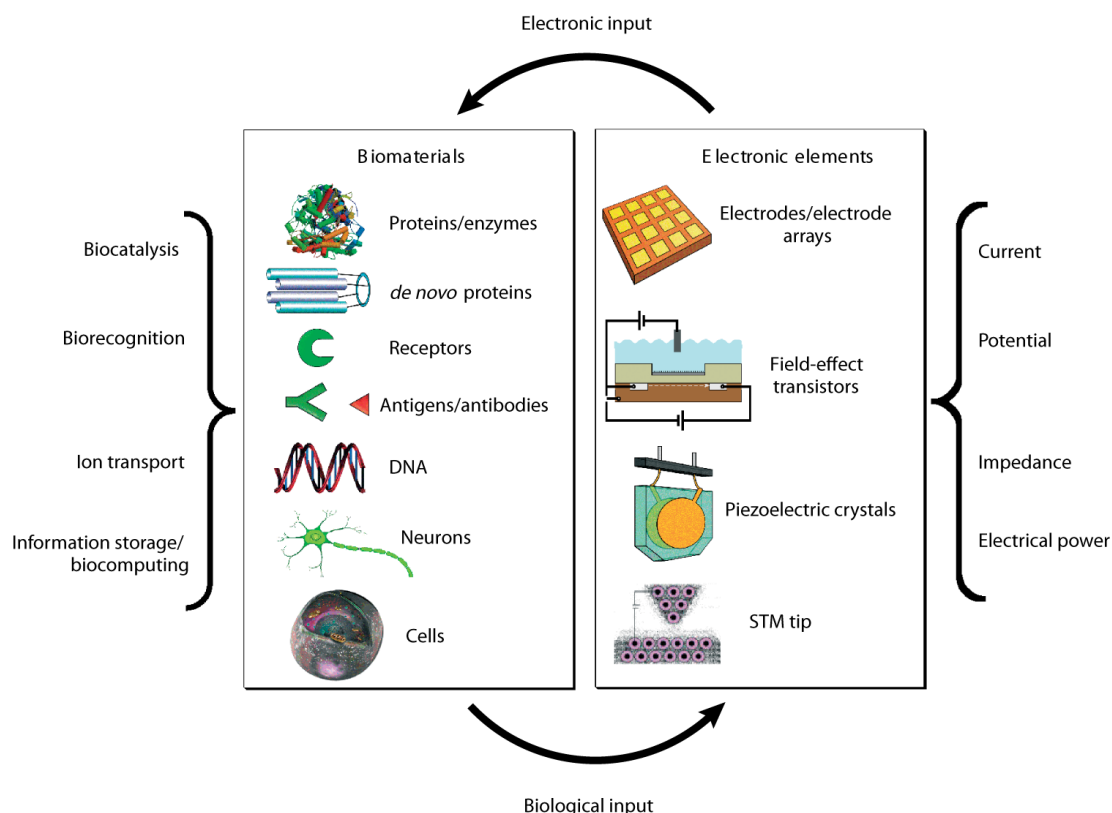 Electronic input
Biomaterials
Proteins/enzymes
de novo proteins
Receptors
Antigens/antibodies
DNA
Neurons
Cells
Electronic elements
Electrodes/electrode
arrays
Field-effect
transistors
Piezoelectric crystals
STM tip
Biocatalysis
Biorecognition
Ion transport
Information storage/
biocomputing
Current
Potential
Impedance
Electrical power
Biological input